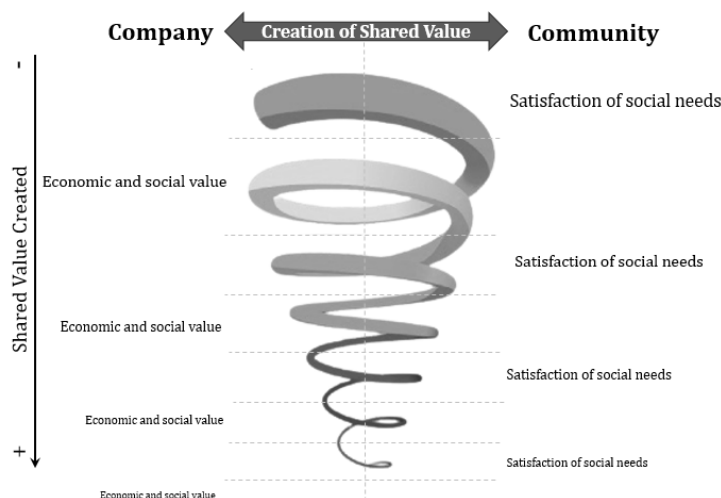 Company
Creation of Shared Value
Community
-
Satisfaction of social needs
Economic and social value
Satisfaction of social needs
Shared Value Created
Economic and social value
Satisfaction of social needs
Economic and social value
+
Satisfaction of social needs
Economic and social value